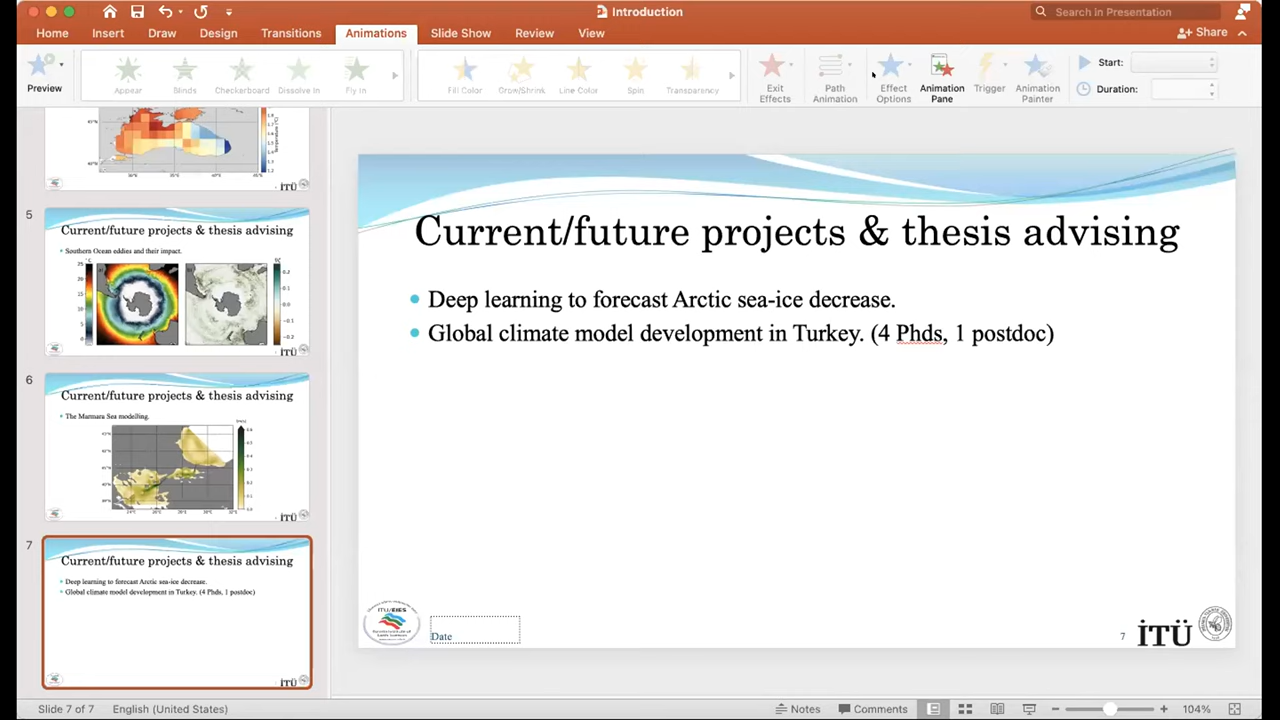 Introduction
Search in Presentation
Home Insert Draw Design Transitions Animations Slide Show Review View
Share
Preview
Appear Blinds Checkerboard Dissolve In Fly In
Fill Color Grow/Shrink Line Color Spin Transparency
Exit Effects
Path Animation
Effect Options
Animation Pane
Trigger
Animation Painter
Start:
Duration:
İTÜ
5
Current/future projects & thesis advising
Southern Ocean eddies and their impact.
İTÜ
6
Current/future projects & thesis advising
The Marmara Sea modelling.
İTÜ
7
Current/future projects & thesis advising
Deep learning to forecast Arctic sea-ice decrease.
Global climate model development in Turkey. (4 Phds, 1 postdoc)
İTÜ
Current/future projects & thesis advising
Deep learning to forecast Arctic sea-ice decrease.
Global climate model development in Turkey. (4 Phds, 1 postdoc)
İTÜ/EIES
Date
7
İTÜ
Slide 7 of 7 English (United States)
Notes Comments 104%